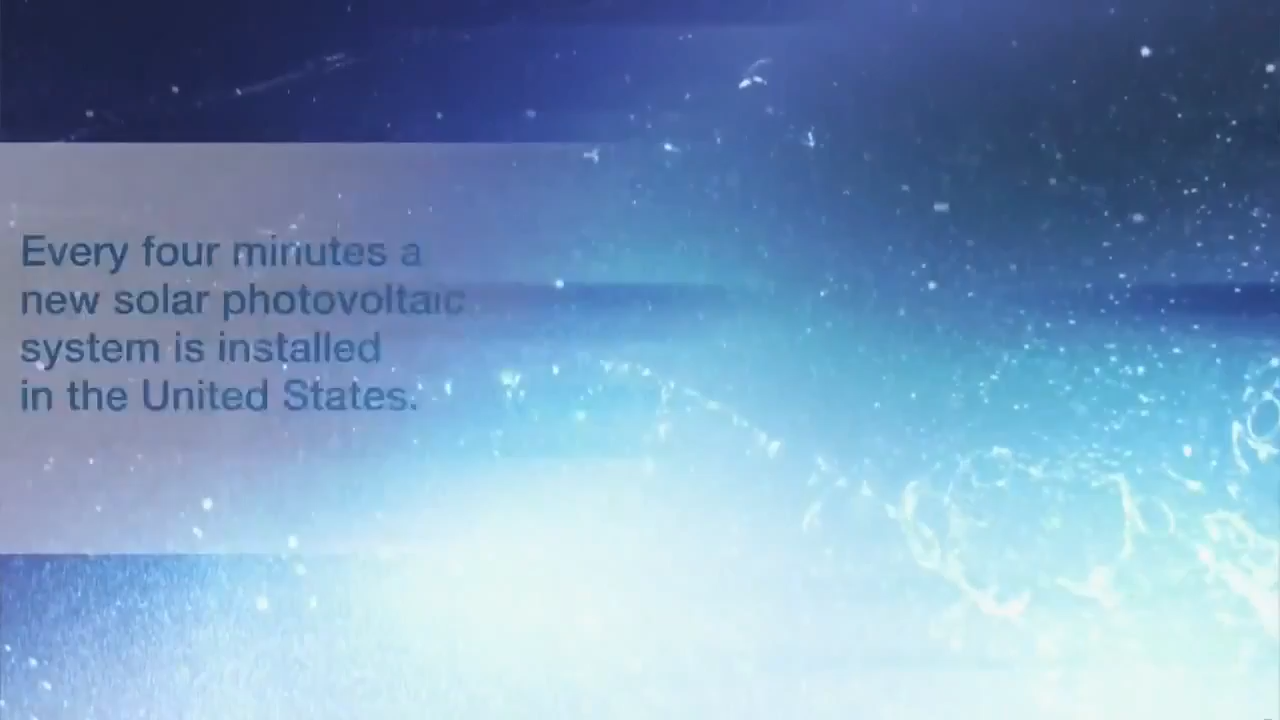 Every four minutes a
new solar photovoltaic
system is installed
in the United States.